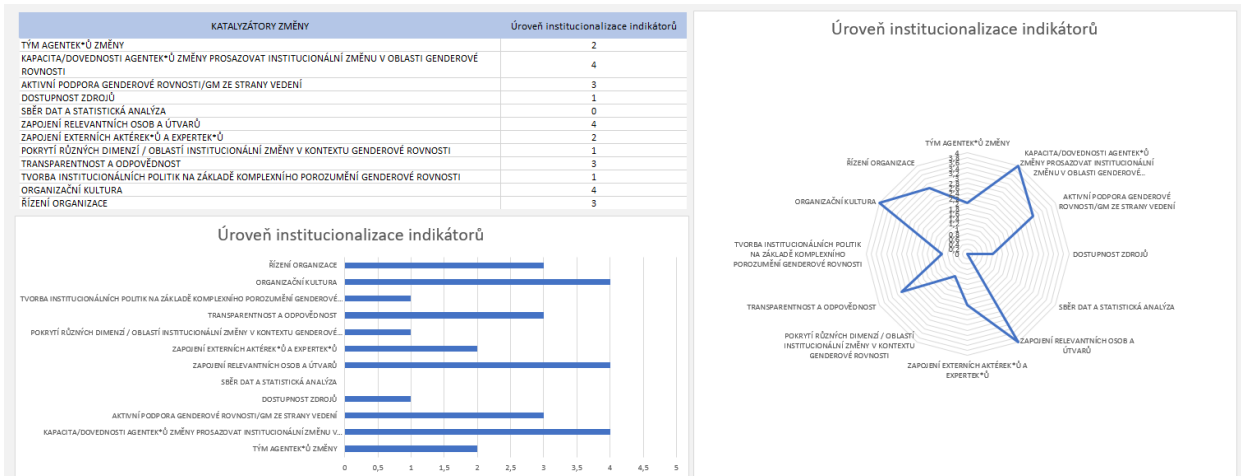 KATALYZÁTORY ZMĚNY Úroveň institucionalizace indikátorů
TÝM AGENTEK*Ů ZMĚNY 2
KAPACITA/DOVEDNOSTI AGENTEK*Ů ZMĚNY PROSAZOVAT INSTITUCIONÁLNÍ ZMĚNU V OBLASTI GENDEROVÉ
ROVNOSTI 4
AKTIVNÍ PODPORA GENDEROVÉ ROVNOSTI/GM ZE STRANY VEDENÍ 3
DOSTUPNOST ZDROJŮ 1
SBĚR DAT A STATISTICKÁ ANALÝZA 0
ZAPOJENÍ RELEVANTNÍCH OSOB A ÚTVARŮ 4
ZAPOJENÍ EXTERNÍCH AKTÉREK*Ů A EXPERTEK*Ů 2
POKRYTÍ RŮZNÝCH DIMENZÍ / OBLASTÍ INSTITUCIONÁLNÍ ZMĚNY V KONTEXTU GENDEROVÉ ROVNOSTI 1
TRANSPARENTNOST A ODPOVĚDNOST 3
TVORBA INSTITUCIONÁLNÍCH POLITIK NA ZÁKLADĚ KOMPLEXNÍHO POROZUMĚNÍ GENDEROVÉ ROVNOSTI 1
ORGANIZAČNÍ KULTURA 4
ŘÍZENÍ ORGANIZACE 3
Úroveň institucionalizace indikátorů
ŘÍZENÍ ORGANIZACE
ORGANIZAČNÍ KULTURA
TVORBA INSTITUCIONÁLNÍCH POLITIK NA ZÁKLADĚ KOMPLEXNÍHO POROZUMĚNÍ GENDEROVÉ...
TRANSPARENTNOST A ODPOVĚDNOST
POKRYTÍ RŮZNÝCH DIMENZÍ / OBLASTÍ INSTITUCIONÁLNÍ ZMĚNY V KONTEXTU GENDEROVÉ...
ZAPOJENÍ EXTERNÍCH AKTÉREK*Ů A EXPERTEK*Ů
ZAPOJENÍ RELEVANTNÍCH OSOB A ÚTVARŮ
SBĚR DAT A STATISTICKÁ ANALÝZA
DOSTUPNOST ZDROJŮ
AKTIVNÍ PODPORA GENDEROVÉ ROVNOSTI/GM ZE STRANY VEDENÍ
KAPACITA/DOVEDNOSTI AGENTEK*Ů ZMĚNY PROSAZOVAT INSTITUCIONÁLNÍ ZMĚNU V...
TÝM AGENTEK*Ů ZMĚNY
0 0,5 1 1,5 2 2,5 3 3,5 4 4,5 5
Úroveň institucionalizace indikátorů
TÝM AGENTEK*Ů ZMĚNY
KAPACITA/DOVEDNOSTI AGENTEK*Ů
ZMĚNY PROSAZOVAT INSTITUCIONÁLNÍ
ZMĚNU V OBLASTI GENDEROVÉ...
AKTIVNÍ PODPORA GENDEROVÉ
ROVNOSTI/GM ZE STRANY VEDENÍ
DOSTUPNOST ZDROJŮ
SBĚR DAT A STATISTICKÁ ANALÝZA
ZAPOJENÍ RELEVANTNÍCH OSOB A
ÚTVARŮ
ZAPOJENÍ EXTERNÍCH AKTÉREK*Ů A
EXPERTEK*Ů
POKRYTÍ RŮZNÝCH DIMENZÍ / OBLASTÍ
INSTITUCIONÁLNÍ ZMĚNY V KONTEXTU
GENDEROVÉ ROVNOSTI
TRANSPARENTNOST A ODPOVĚDNOST
TVORBA INSTITUCIONÁLNÍCH POLITIK
NA ZÁKLADĚ KOMPLEXNÍHO
POROZUMĚNÍ GENDEROVÉ ROVNOSTI
ORGANIZAČNÍ KULTURA
ŘÍZENÍ ORGANIZACE